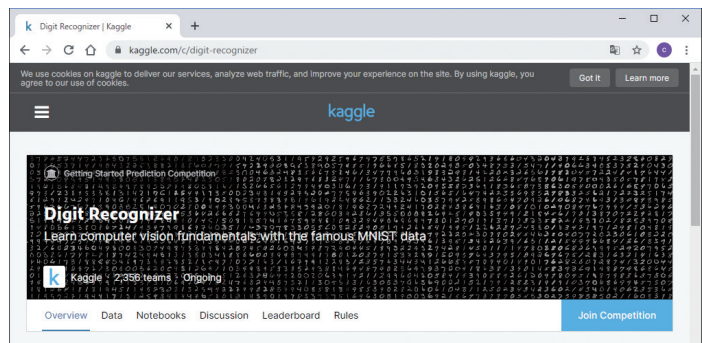 k Digit Recognizer | Kaggle
kaggle.com/c/digit-recognizer
C
We use cookies on kaggle to deliver our services, analyze web traffic, and improve your experience on the site. By using kaggle, you
agree to our use of cookies.
Got it
Learn more
kaggle
Getting Started Prediction Competition
Digit Recognizer
Learn computer vision fundamentals with the famous MNIST data
k
Kaggle · 2,356 teams · Ongoing
Overview Data Notebooks Discussion Leaderboard Rules
Join Competition